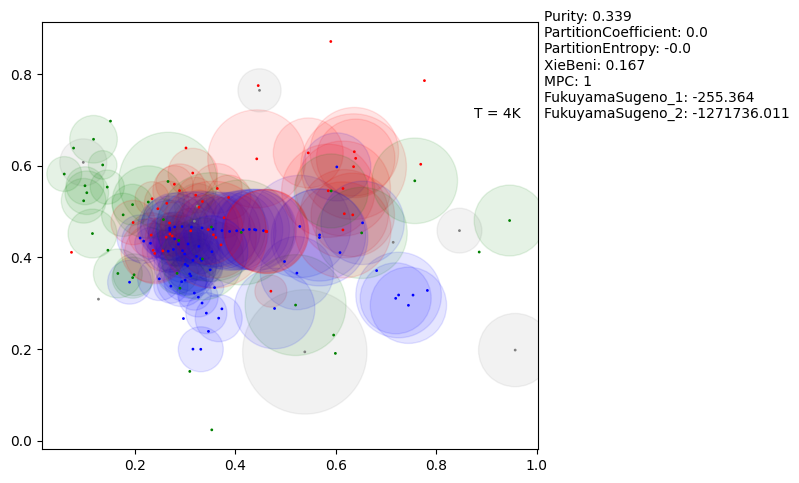 Purity: 0.339
PartitionCoefficient: 0.0
PartitionEntropy: -0.0
XieBeni: 0.167
MPC: 1
FukuyamaSugeno_1: -255.364
FukuyamaSugeno_2: -1271736.011
T = 4K
0.8
0.6
0.4
0.2
0.0
0.2
0.4
0.6
0.8
1.0